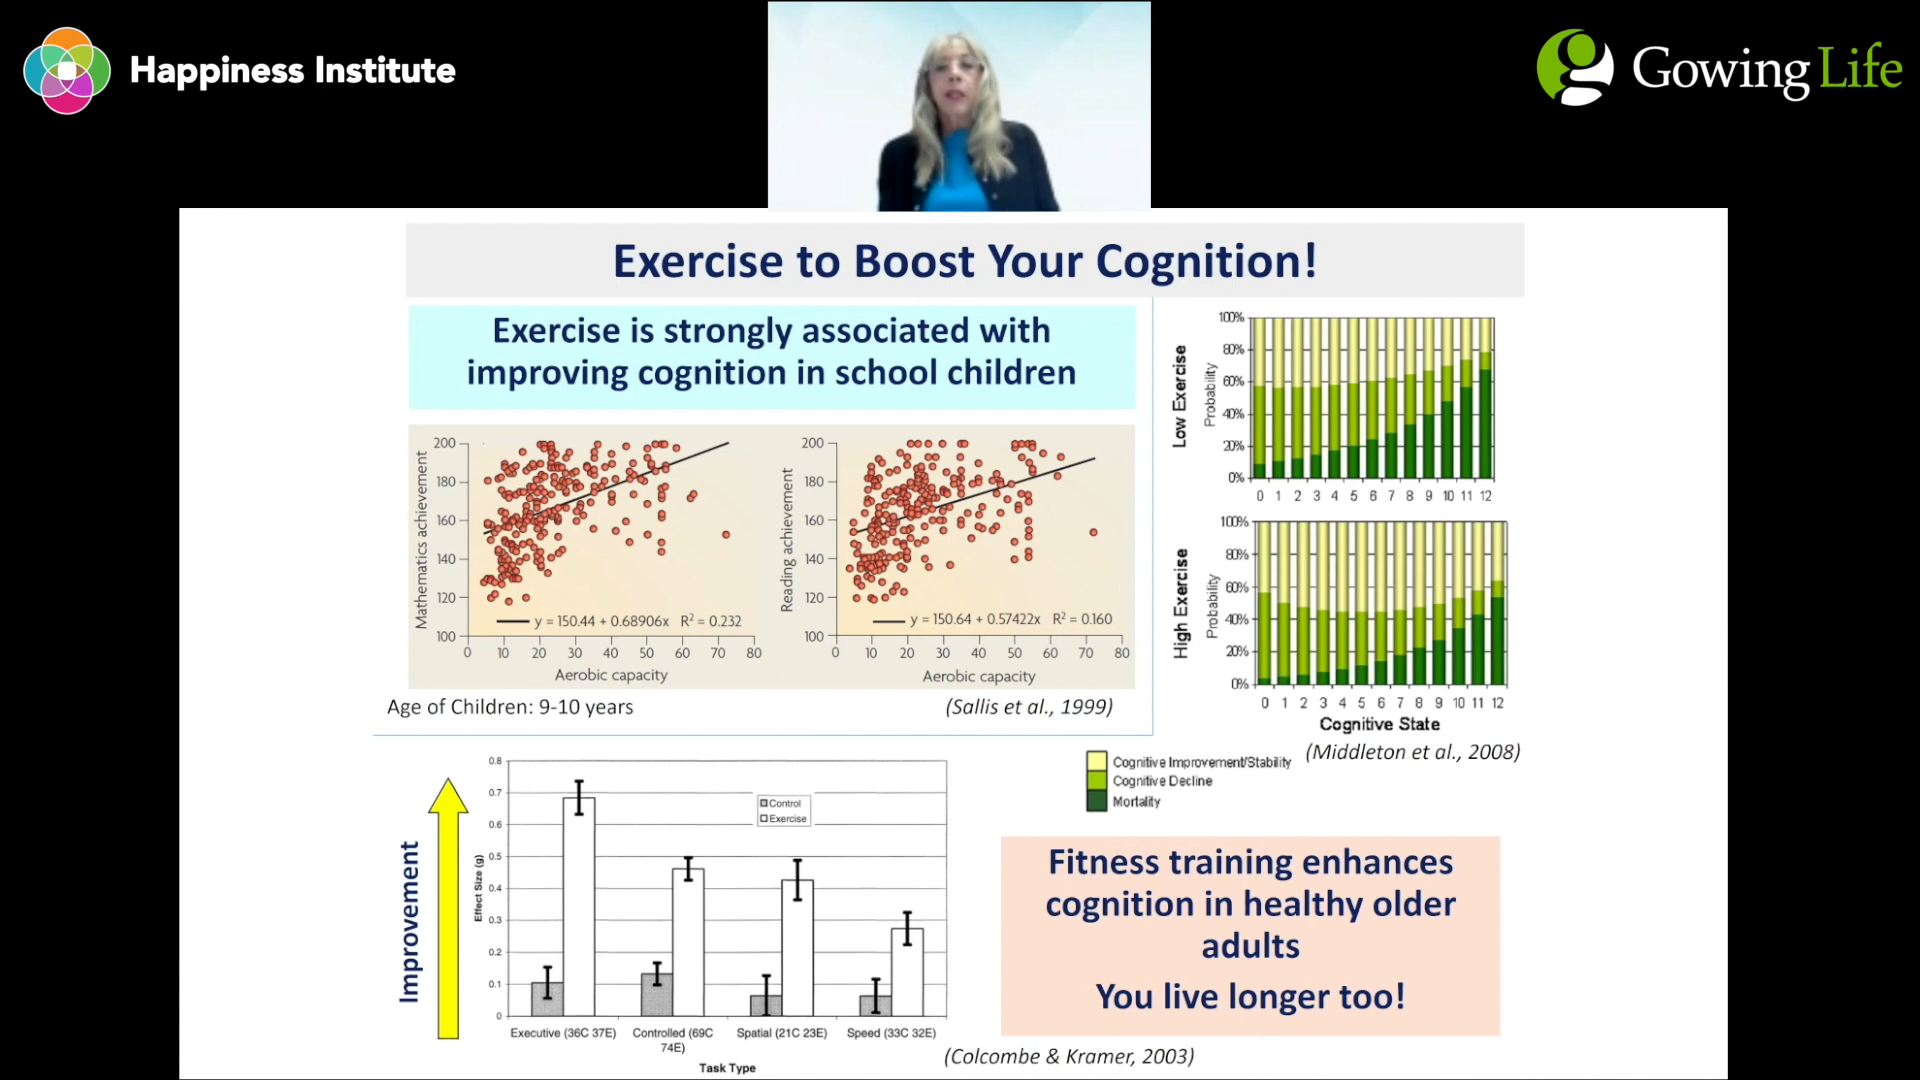 Happiness Institute
Gowing Life
Exercise to Boost Your Cognition!
Exercise is strongly associated with
improving cognition in school children
Mathematics achievement
200
180
160
140
120
100
y = 150.44 + 0.68906x R² = 0.232
0 10 20 30 40 50 60 70 80
Aerobic capacity
Reading achievement
200
180
160
140
120
100
y = 150.64 + 0.57422x R² = 0.160
0 10 20 30 40 50 60 70 80
Aerobic capacity
Age of Children: 9-10 years
(Sallis et al., 1999)
Low Exercise
Probability
100%
80%
60%
40%
20%
0%
0 1 2 3 4 5 6 7 8 9 10 11 12
High Exercise
Probability
100%
80%
60%
40%
20%
0%
0 1 2 3 4 5 6 7 8 9 10 11 12
Cognitive State
(Middleton et al., 2008)
Cognitive Improvement/Stability
Cognitive Decline
Mortality
Improvement
Effect Size (g)
0.8
0.7
0.6
0.5
0.4
0.3
0.2
0.1
0
Control
Exercise
Executive (36C 37E)
Controlled (69C
74E)
Spatial (21C 23E)
Speed (33C 32E)
Task Type
(Colcombe & Kramer, 2003)
Fitness training enhances
cognition in healthy older
adults
You live longer too!